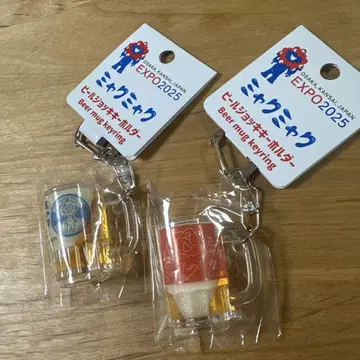 OSAKA, KANSAI, JAPAN
EXPO2025
ミャクミャク
ビールジョッキキーホルダー
Beer mug keyring
OSAKA, KANSAI, JAPAN
EXPO2025
ミャクミャク
ビールジョッキキーホルダー
Beer mug keyring